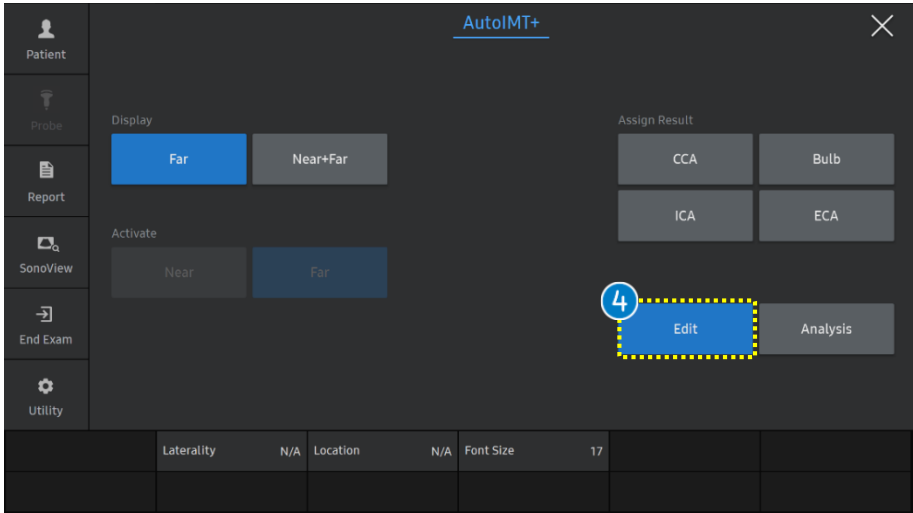 AutoIMT+
Patient
Probe
Report
SonoView
End Exam
Utility
Display
Far
Near+Far
Activate
Near
Far
Assign Result
CCA
Bulb
ICA
ECA
4
Edit
Analysis
Laterality N/A
Location N/A
Font Size 17